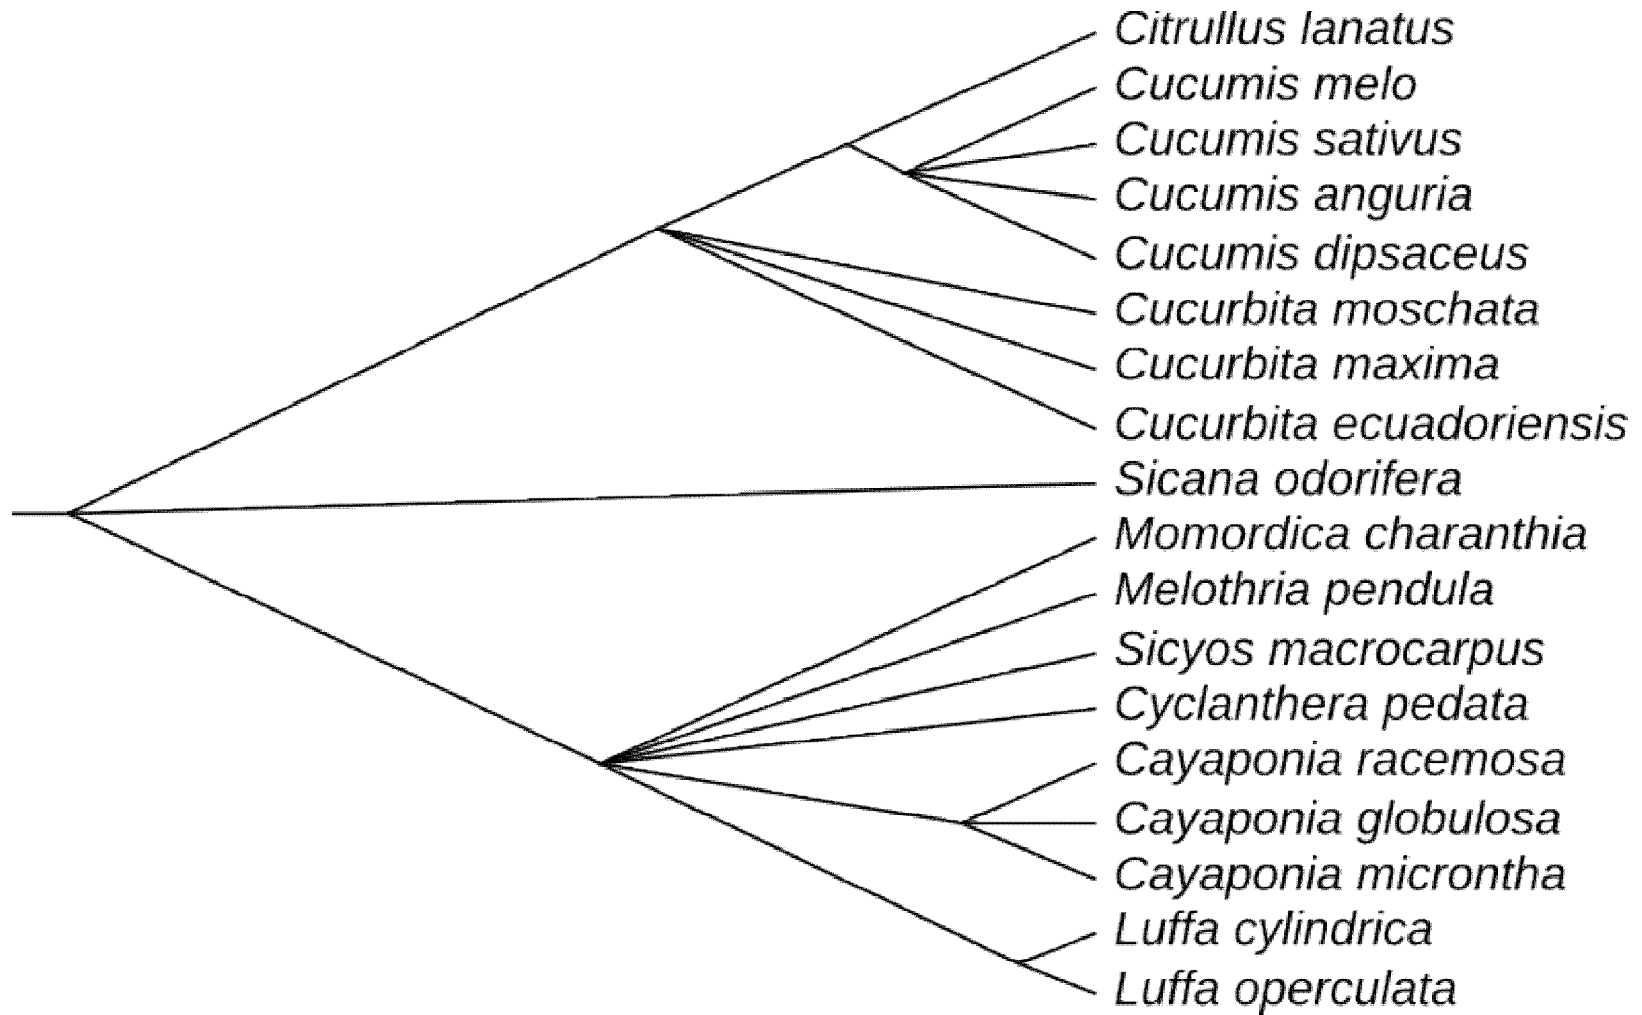 Citrullus lanatus
Cucumis melo
Cucumis sativus
Cucumis anguria
Cucumis dipsaceus
Cucurbita moschata
Cucurbita maxima
Cucurbita ecuadoriensis
Sicana odorifera
Momordica charanthia
Melothria pendula
Sicyos macrocarpus
Cyclanthera pedata
Cayaponia racemosa
Cayaponia globulosa
Cayaponia microntha
Luffa cylindrica
Luffa operculata